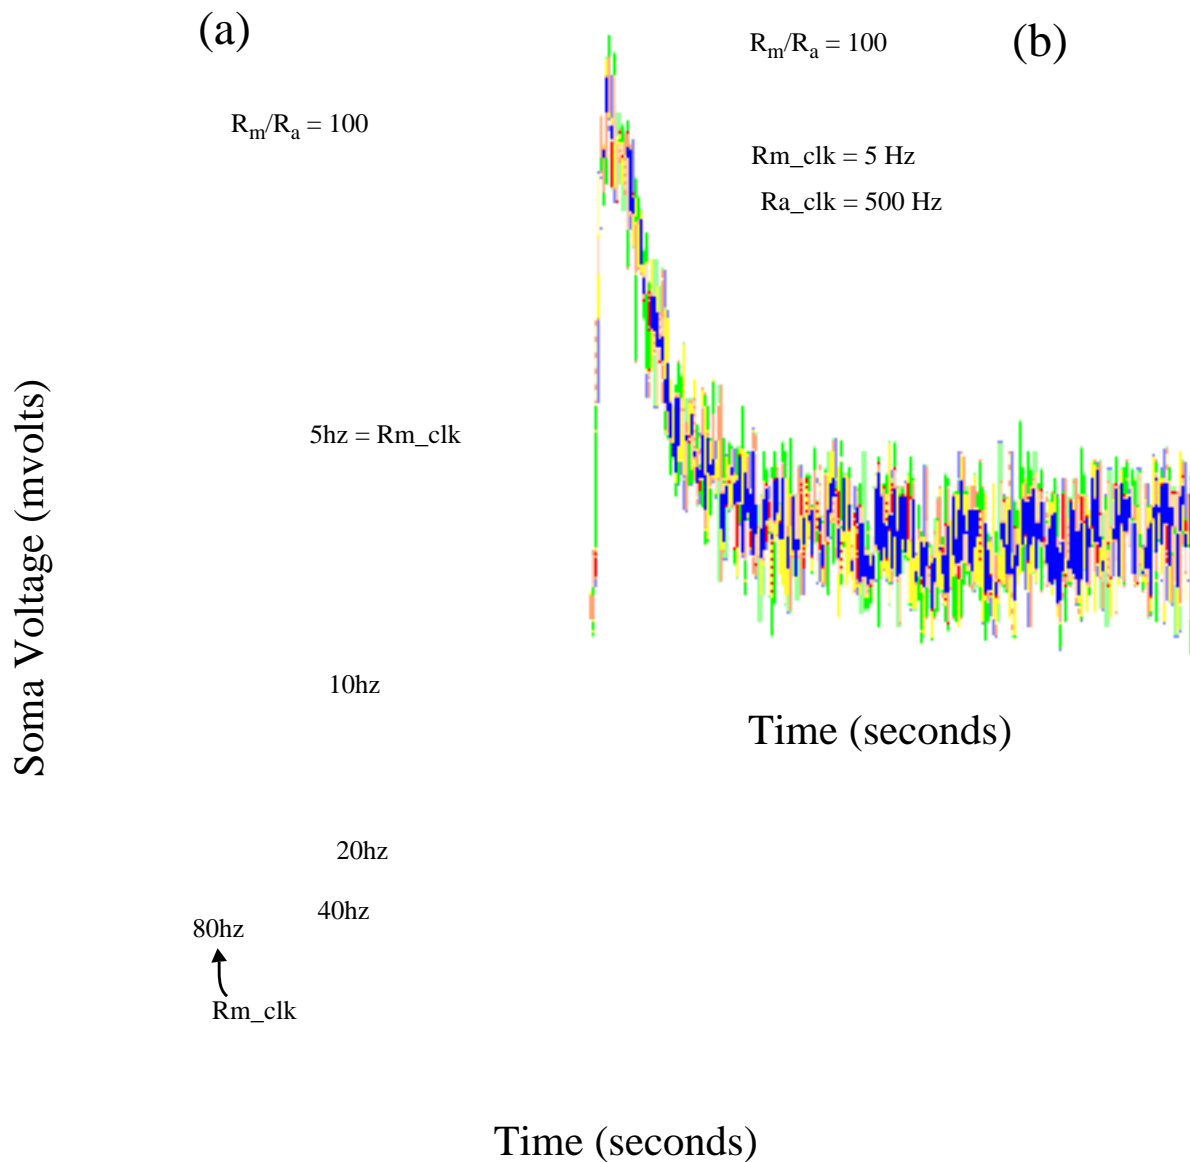 (a)
R_m/R_a = 100
5hz = Rm_clk
10hz
20hz
40hz
80hz
Rm_clk
Soma Voltage (mvolts)
R_m/R_a = 100
(b)
Rm_clk = 5 Hz
Ra_clk = 500 Hz
Time (seconds)
Time (seconds)